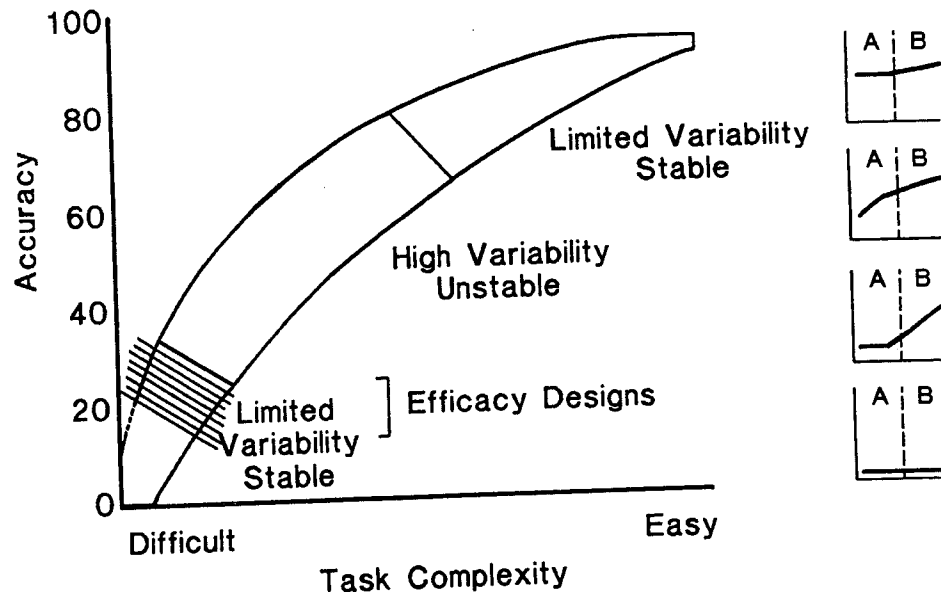 100
80
60
40
20
0
Accuracy
Limited Variability
Stable
High Variability
Unstable
Efficacy Designs
Limited
Variability
Stable
Difficult
Easy
Task Complexity
A B
A B
A B
A B